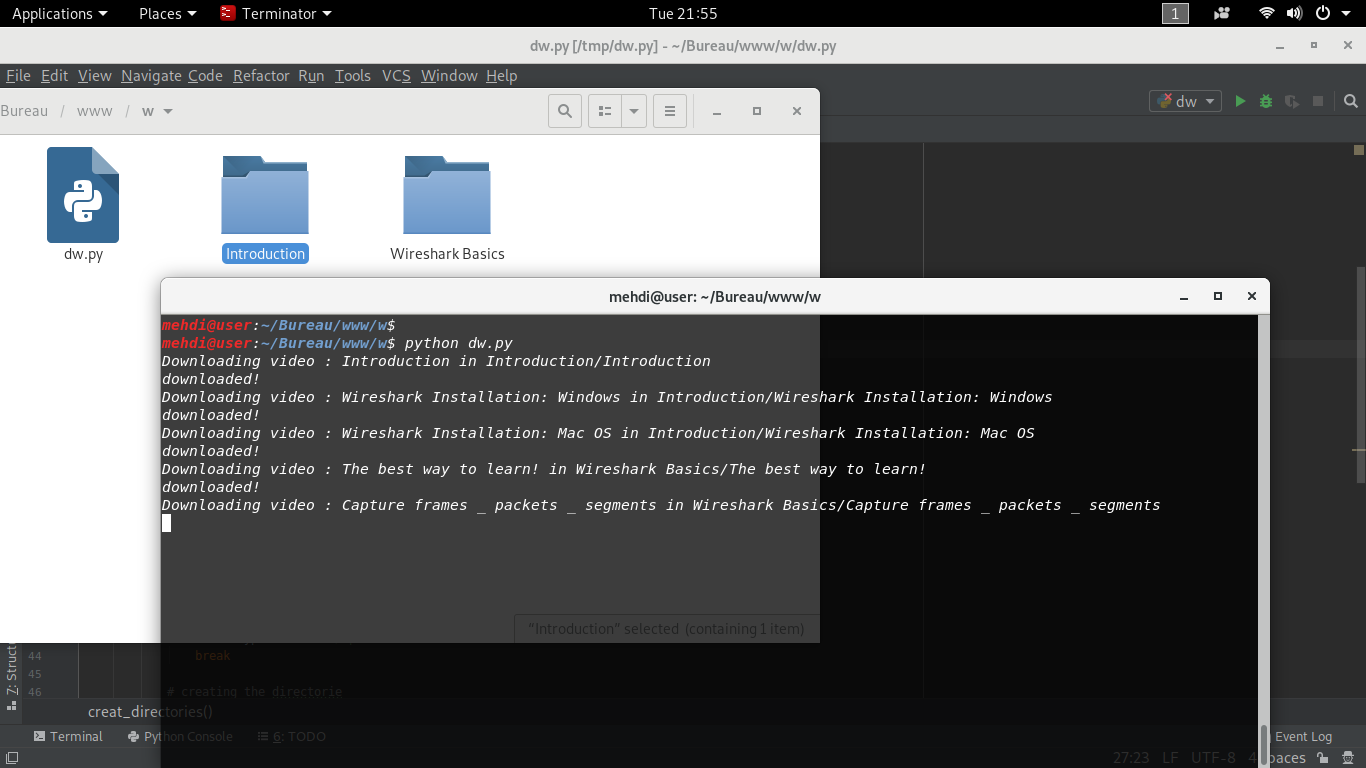 Applications Places Terminator Tue 21:55 1
dw.py [/tmp/dw.py] - ~/Bureau/www/w/dw.py
File Edit View Navigate Code Refactor Run Tools VCS Window Help
Bureau / www / w
dw
dw.py Introduction Wireshark Basics
mehdi@user: ~/Bureau/www/w
mehdi@user:~/Bureau/www/w$
mehdi@user:~/Bureau/www/w$ python dw.py
Downloading video : Introduction in Introduction/Introduction
downloaded!
Downloading video : Wireshark Installation: Windows in Introduction/Wireshark Installation: Windows
downloaded!
Downloading video : Wireshark Installation: Mac OS in Introduction/Wireshark Installation: Mac OS
downloaded!
Downloading video : The best way to learn! in Wireshark Basics/The best way to learn!
downloaded!
Downloading video : Capture frames _ packets _ segments in Wireshark Basics/Capture frames _ packets _ segments
"Introduction" selected (containing 1 item)
44 break
45
46 # creating the directorie
Z: Structu
creat_directories()
Terminal Python Console 6: TODO Event Log
27:23 LF UTF-8 4 paces